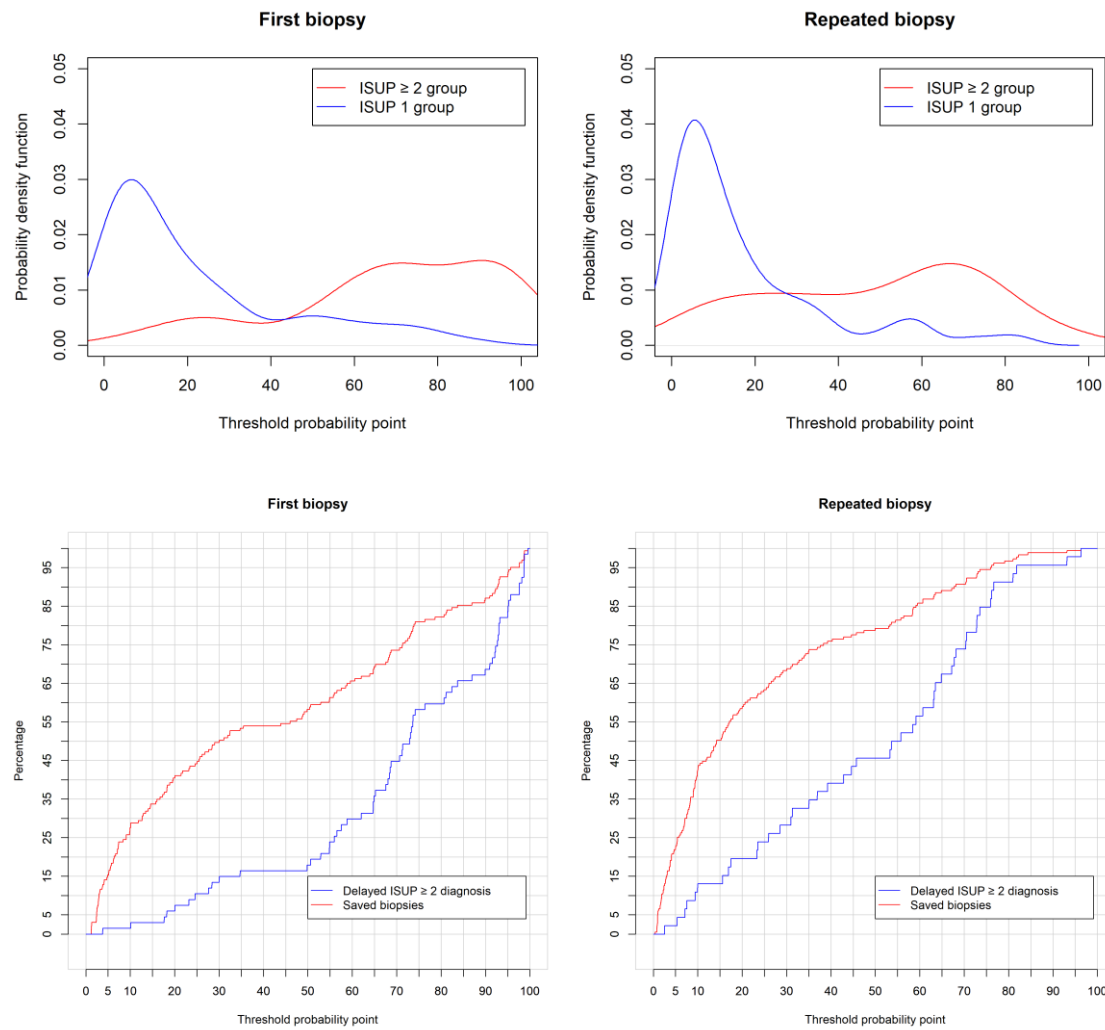 First biopsy
Repeated biopsy
ISUP ≥ 2 group
ISUP 1 group
ISUP ≥ 2 group
ISUP 1 group
Probability density function
0.05
0.04
0.03
0.02
0.01
0.00
0 20 40 60 80 100
Threshold probability point
Probability density function
0.05
0.04
0.03
0.02
0.01
0.00
0 20 40 60 80 100
Threshold probability point
First biopsy
Repeated biopsy
Percentage
95
85
75
65
55
45
35
25
15
5
0
Delayed ISUP ≥ 2 diagnosis
Saved biopsies
0 5 10 20 30 40 50 60 70 80 90 100
Threshold probability point
Percentage
95
85
75
65
55
45
35
25
15
5
0
Delayed ISUP ≥ 2 diagnosis
Saved biopsies
0 5 10 20 30 40 50 60 70 80 90 100
Threshold probability point